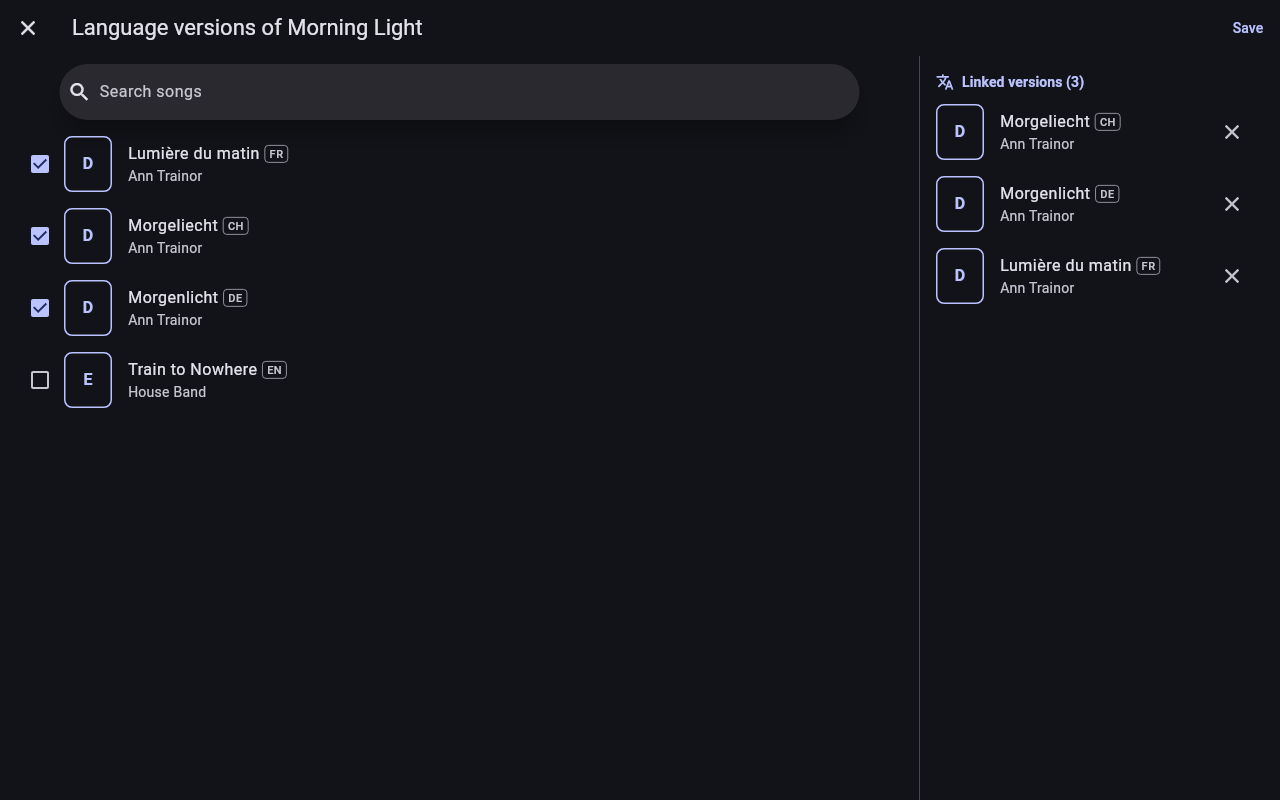 Language versions of Morning Light
Save
Search songs
D
Lumière du matin FR
Ann Trainor
D
Morgeliecht CH
Ann Trainor
D
Morgenlicht DE
Ann Trainor
E
Train to Nowhere EN
House Band
Linked versions (3)
D
Morgeliecht CH
Ann Trainor
D
Morgenlicht DE
Ann Trainor
D
Lumière du matin FR
Ann Trainor